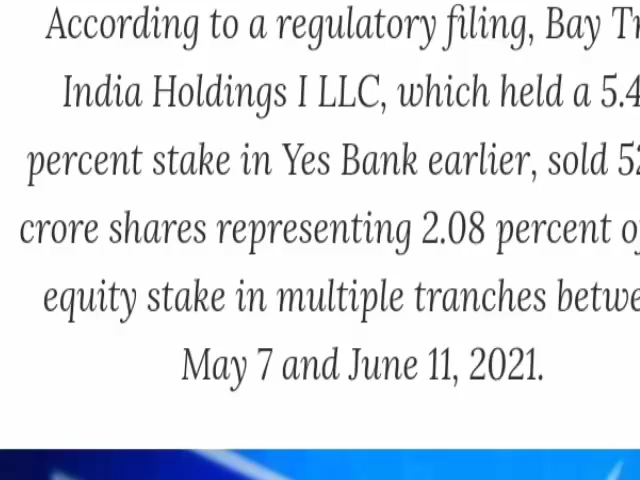 According to a regulatory filing, Bay
India Holdings I LLC, which held a
percent stake in Yes Bank earlier, sold
crore shares representing 2.08 percent
equity stake in multiple tranches
May 7 and June 11, 2021.